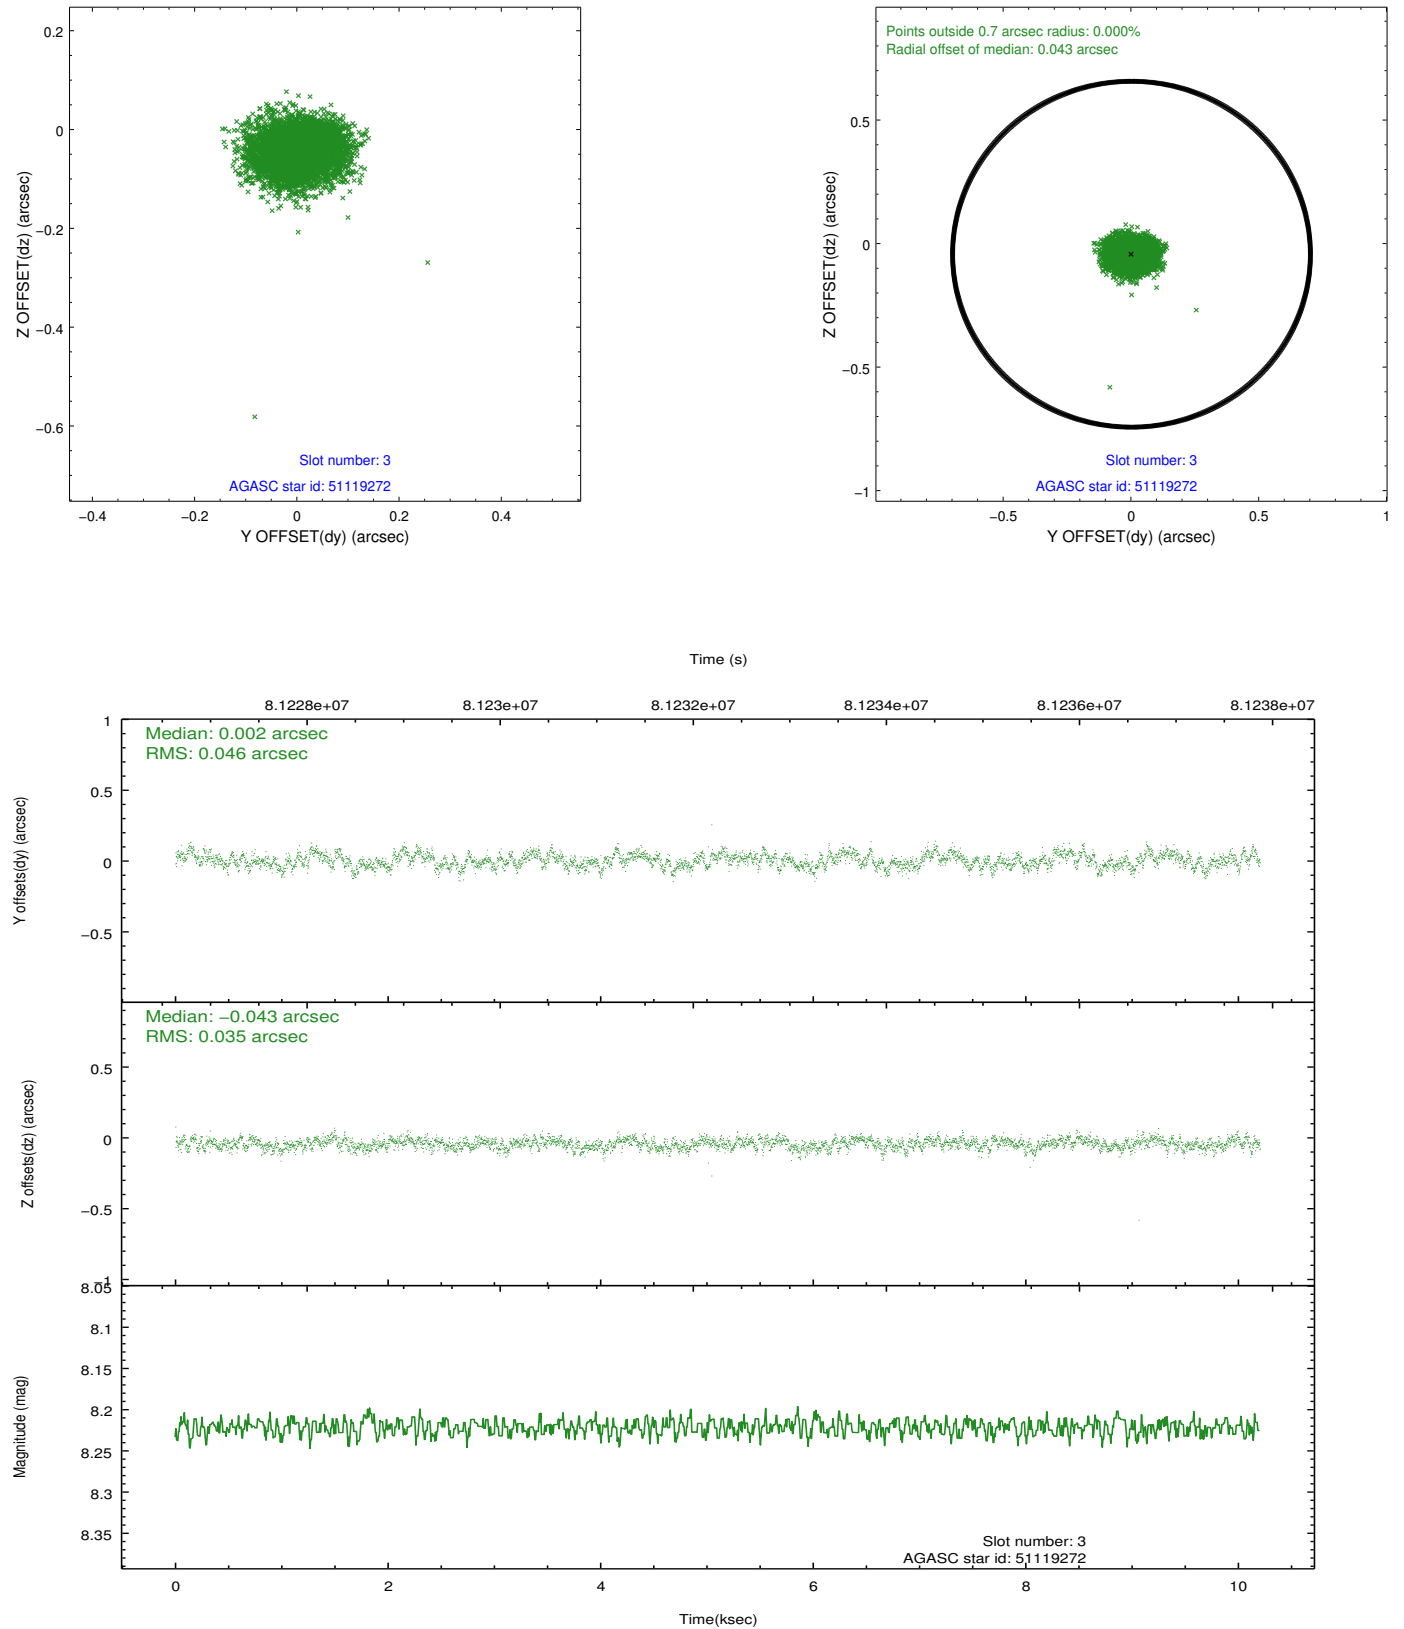 0.2
0
−0.2
−0.4
−0.6
Z OFFSET(dz) (arcsec)
Slot number: 3
AGASC star id: 51119272
−0.4 −0.2 0 0.2 0.4
Y OFFSET(dy) (arcsec)
Points outside 0.7 arcsec radius: 0.000%
Radial offset of median: 0.043 arcsec
0.5
0
−0.5
−1
Z OFFSET(dz) (arcsec)
Slot number: 3
AGASC star id: 51119272
−0.5 0 0.5 1
Y OFFSET(dy) (arcsec)
Time (s)
8.1228e+07 8.123e+07 8.1232e+07 8.1234e+07 8.1236e+07 8.1238e+07
Median: 0.002 arcsec
RMS: 0.046 arcsec
1
0.5
0
−0.5
Y offsets(dy) (arcsec)
Median: −0.043 arcsec
RMS: 0.035 arcsec
0.5
0
−0.5
−1
Z offsets(dz) (arcsec)
8.05
8.1
8.15
8.2
8.25
8.3
8.35
Magnitude (mag)
Slot number: 3
AGASC star id: 51119272
0 2 4 6 8 10
Time(ksec)